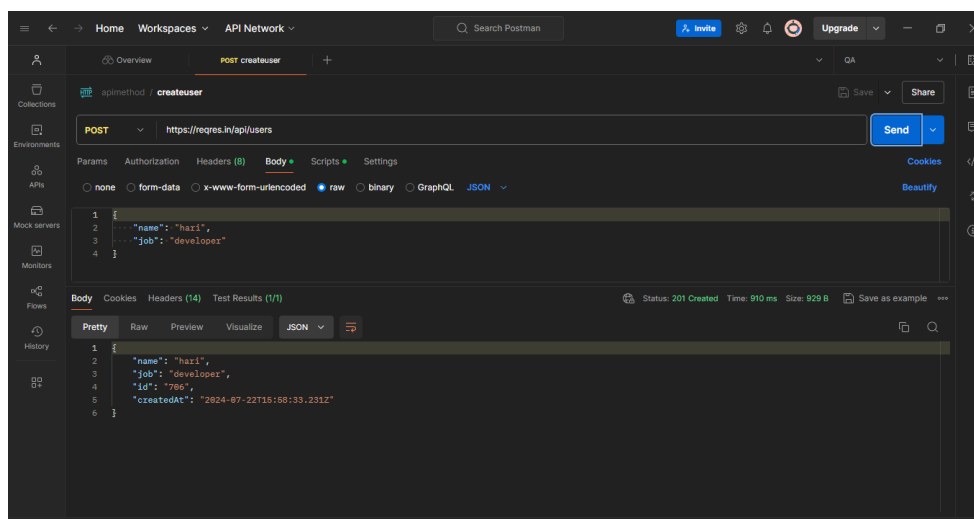 Home Workspaces API Network Search Postman Invite Upgrade
Overview POST createuser QA
HTTP apimethod / createuser Save Share
POST https://reqres.in/api/users Send
Params Authorization Headers (8) Body Scripts Settings Cookies
none form-data x-www-form-urlencoded raw binary GraphQL JSON Beautify
1 {
2 "name": "hari",
3 "job": "developer"
4 }
Collections
Environments
APIs
Mock servers
Monitors
Flows
History
Body Cookies Headers (14) Test Results (1/1) Status: 201 Created Time: 910 ms Size: 929 B Save as example
Pretty Raw Preview Visualize JSON
1 {
2 "name": "hari",
3 "job": "developer",
4 "id": "706",
5 "createdAt": "2024-07-22T15:58:33.231Z"
6 }